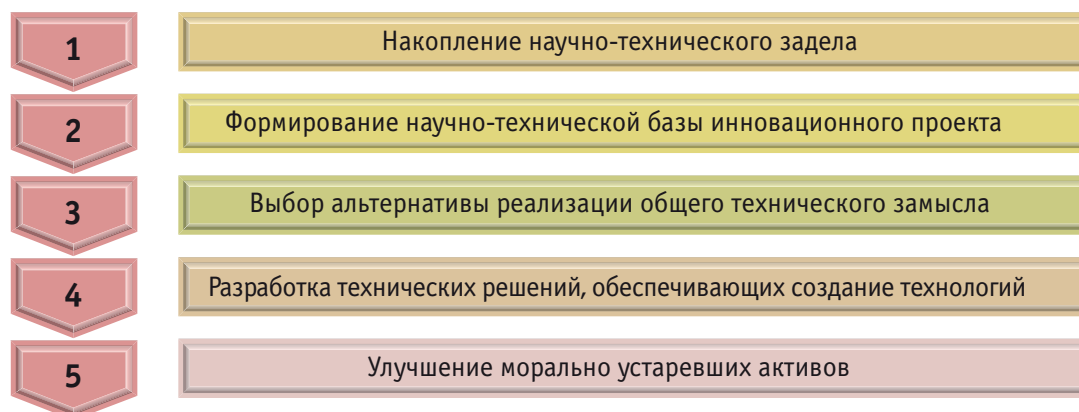 1 Накопление научно-технического задела
2 Формирование научно-технической базы инновационного проекта
3 Выбор альтернативы реализации общего технического замысла
4 Разработка технических решений, обеспечивающих создание технологий
5 Улучшение морально устаревших активов